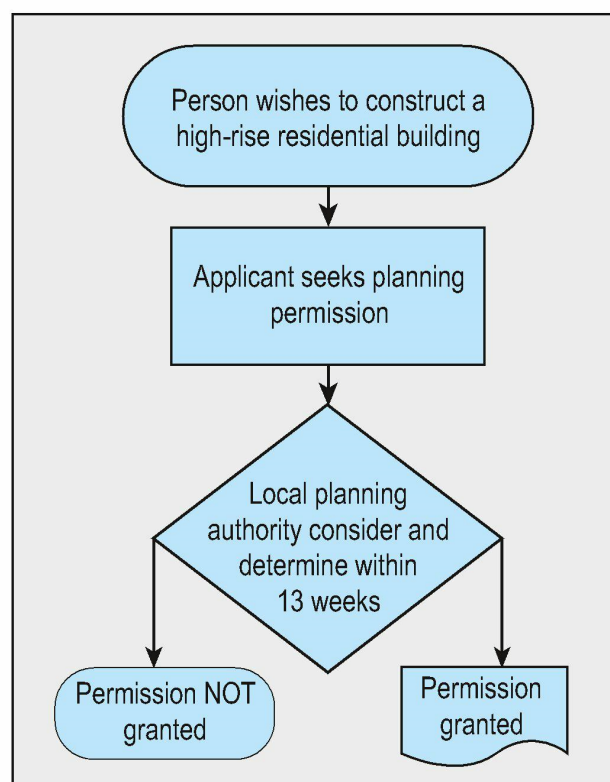 Person wishes to construct a
high-rise residential building
Applicant seeks planning
permission
Local planning
authority consider and
determine within
13 weeks
Permission NOT
granted
Permission
granted